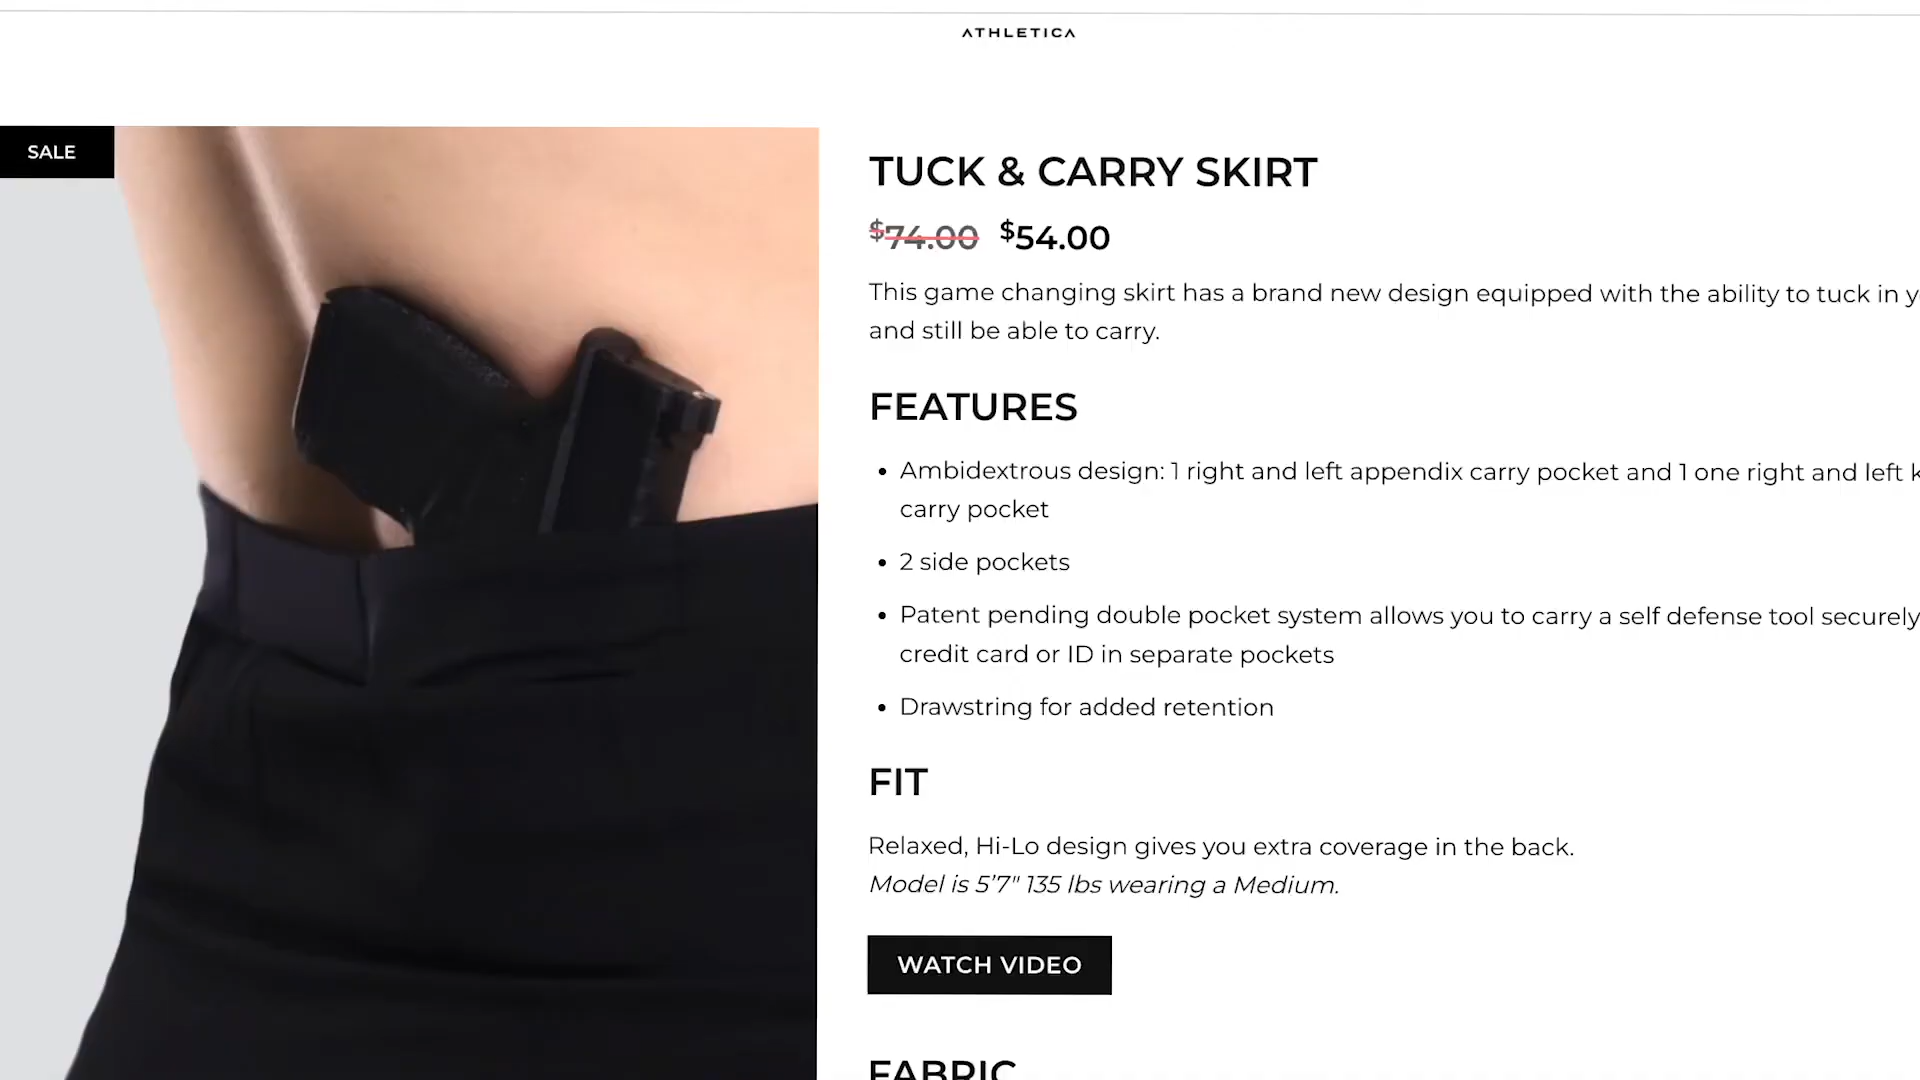 ATHLETICA
SALE
TUCK & CARRY SKIRT
$74.00 $54.00
This game changing skirt has a brand new design equipped with the ability to tuck in
and still be able to carry.
FEATURES
Ambidextrous design: 1 right and left appendix carry pocket and 1 one right and left
carry pocket
2 side pockets
Patent pending double pocket system allows you to carry a self defense tool securely
credit card or ID in separate pockets
Drawstring for added retention
FIT
Relaxed, Hi-Lo design gives you extra coverage in the back.
Model is 5'7" 135 lbs wearing a Medium.
WATCH VIDEO
FABRIC